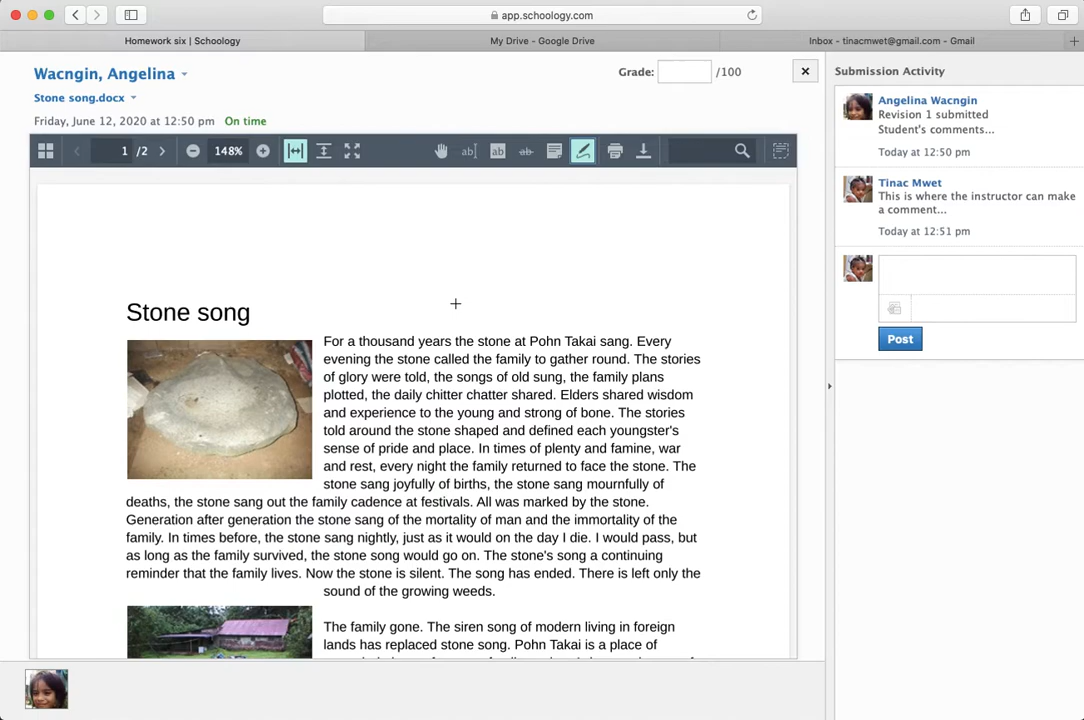 app.schoology.com
Homework six | Schoology
My Drive - Google Drive
Inbox - tinacmwet@gmail.com - Gmail
Wacngin, Angelina
Grade:
/100
Submission Activity
Stone song.docx
Friday, June 12, 2020 at 12:50 pm On time
1 /2
148%
Angelina Wacngin
Revision 1 submitted
Student's comments...
Today at 12:50 pm
Tinac Mwet
This is where the instructor can make
a comment...
Today at 12:51 pm
Post
Stone song
For a thousand years the stone at Pohn Takai sang. Every
evening the stone called the family to gather round. The stories
of glory were told, the songs of old sung, the family plans
plotted, the daily chitter chatter shared. Elders shared wisdom
and experience to the young and strong of bone. The stories
told around the stone shaped and defined each youngster's
sense of pride and place. In times of plenty and famine, war
and rest, every night the family returned to face the stone. The
stone sang joyfully of births, the stone sang mournfully of
deaths, the stone sang out the family cadence at festivals. All was marked by the stone.
Generation after generation the stone sang of the mortality of man and the immortality of the
family. In times before, the stone sang nightly, just as it would on the day I die. I would pass, but
as long as the family survived, the stone song would go on. The stone's song a continuing
reminder that the family lives. Now the stone is silent. The song has ended. There is left only the
sound of the growing weeds.
The family gone. The siren song of modern living in foreign
lands has replaced stone song. Pohn Takai is a place of